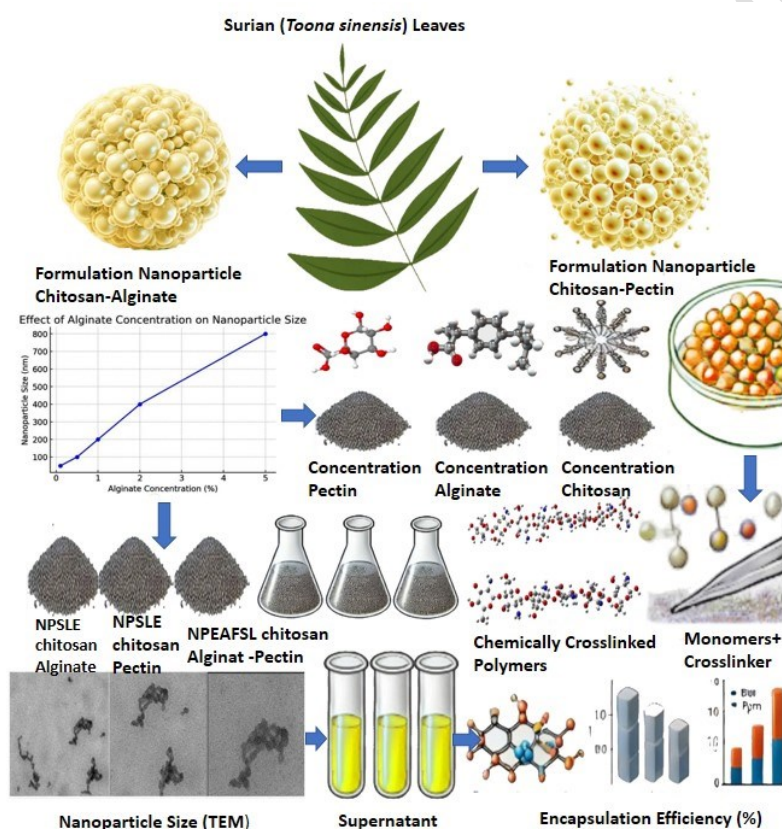 Surian (Toona sinensis) Leaves
Formulation Nanoparticle
Chitosan-Alginate
Formulation Nanoparticle
Chitosan-Pectin
Effect of Alginate Concentration on Nanoparticle Size
Nanoparticle Size (nm)
800
700
600
500
400
300
200
100
0
1
2
3
4
5
Alginate Concentration (%)
Concentration
Pectin
Concentration
Alginate
Concentration
Chitosan
NPSLE
chitosan
Alginate
NPSLE
chitosan
Pectin
NPEAFSL chitosan
Alginat -Pectin
Chemically Crosslinked
Polymers
Monomers+
Crosslinker
Nanoparticle Size (TEM)
Supernatant
Encapsulation Efficiency (%)